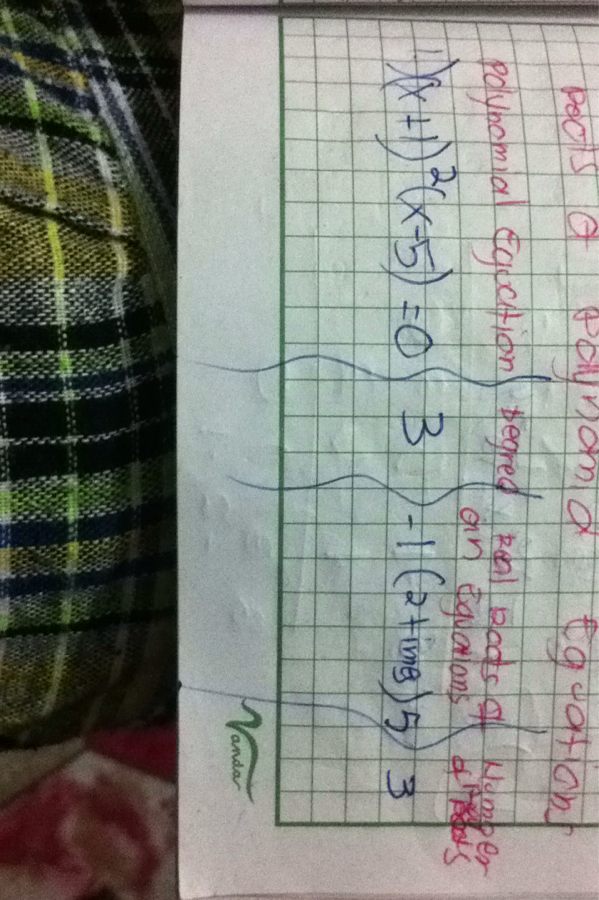 Roots of polynomial Equation
polynomial Equation Degree real Roots of Number
an Equations of real Roots
1.) (x+1)²(x-5) = 0 3 -1 (2 times) 5 3
Vanda